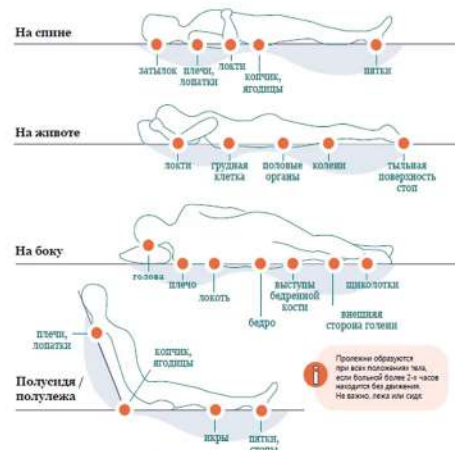 На спине
локти
затылок
плечи,
лопатки
копчик,
ягодицы
пятки
На животе
локти
грудная
клетка
половые
органы
колени
тыльная
поверхность
стоп
На боку
голова
плечо
локоть
бедро
выступы
бедренной
кости
внешняя
сторона голени
щиколотки
плечи,
лопатки
копчик,
ягодицы
Полусидя /
полулежа
икры
пятки,
стопы
i
Пролежни образуются
при всех положениях тела,
если больной более 2-х часов
находится без движения.
Не важно, лежа или сидя.